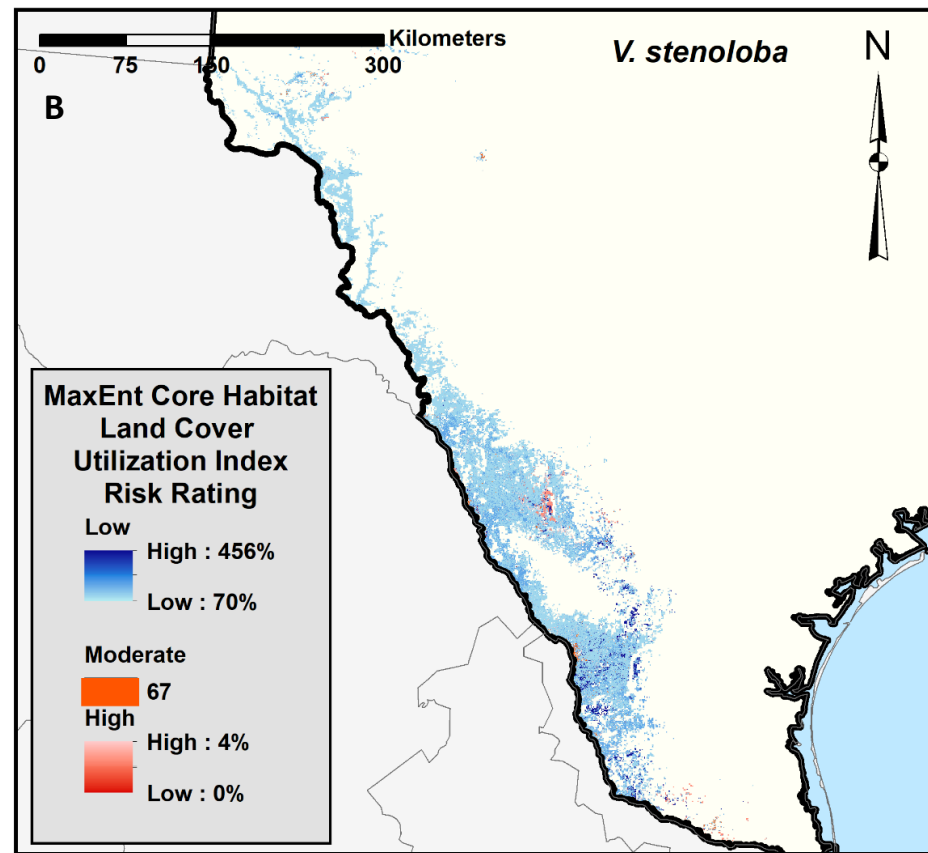 Kilometers
0 75 150 300
V. stenoloba
N
B
MaxEnt Core Habitat
Land Cover
Utilization Index
Risk Rating
Low
High : 456%
Low : 70%
Moderate
67
High
High : 4%
Low : 0%